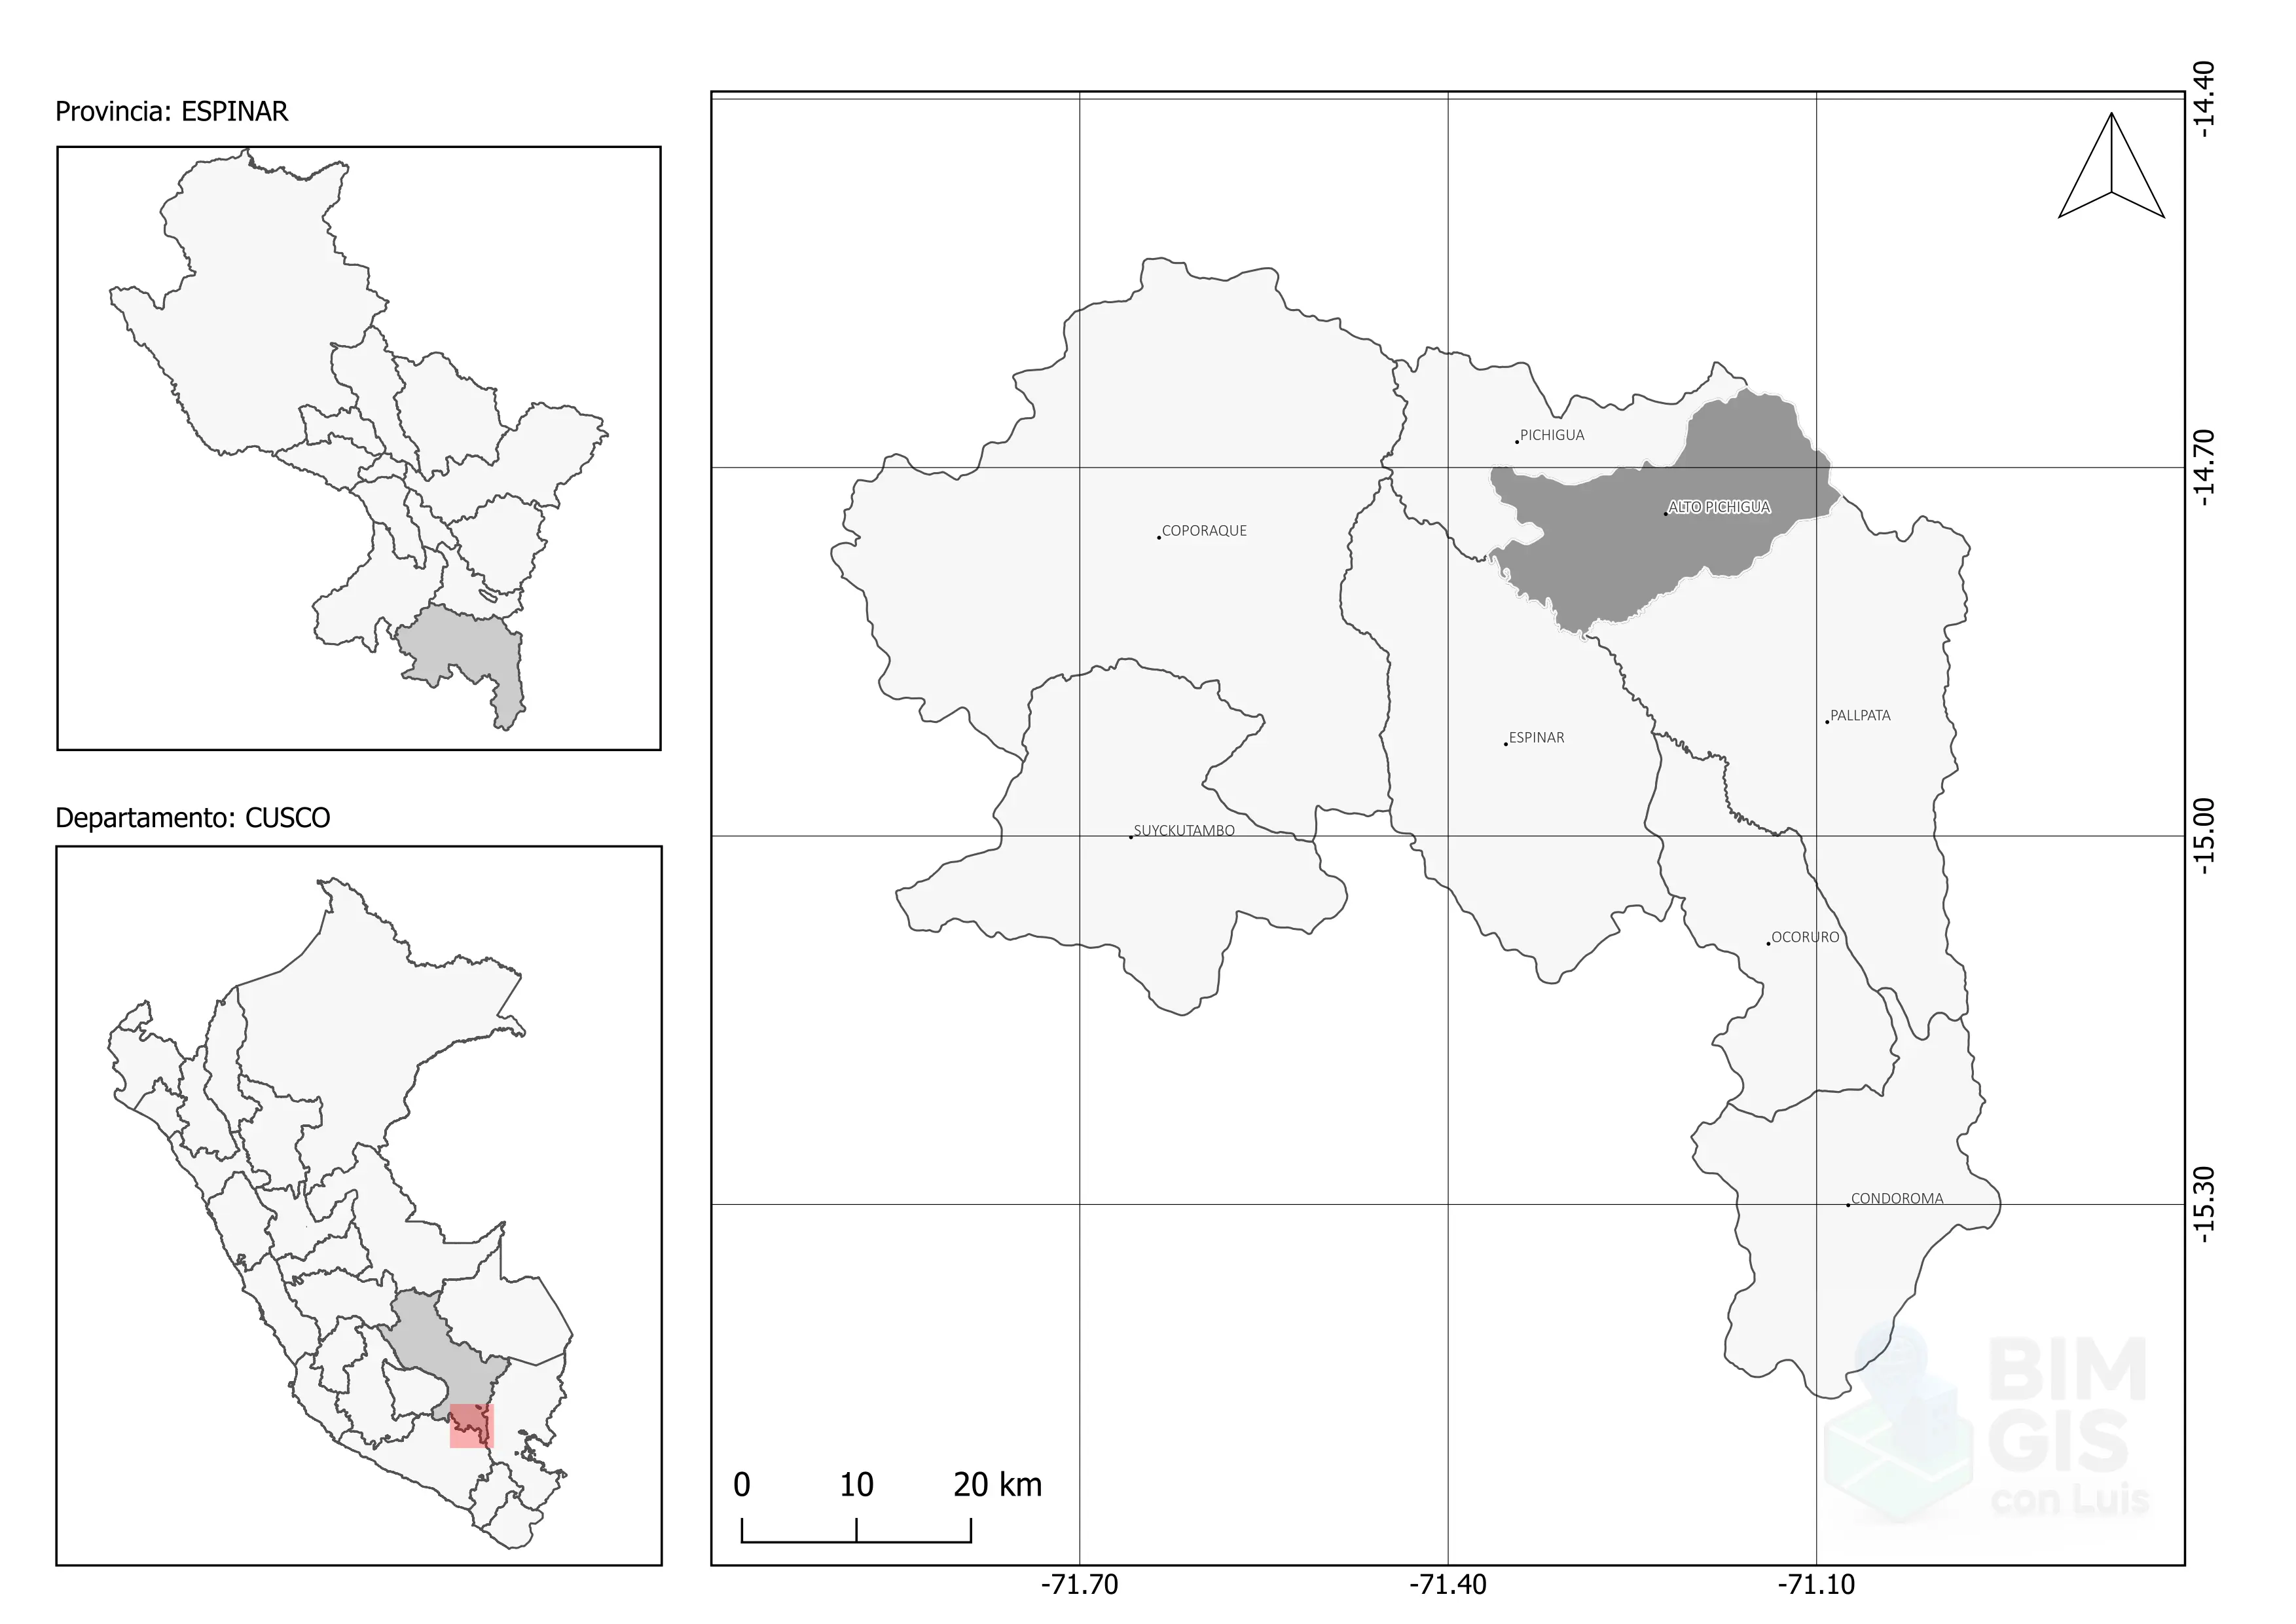 Provincia: ESPINAR
Departamento: CUSCO
-14.40
PICHIGUA
-14.70
ALTO PICHIGUA
COPORAQUE
PALLPATA
ESPINAR
SUYCKUTAMBO
-15.00
OCORURO
CONDOROMA
-15.30
BIM
GIS
con Luis
0 10 20 km
-71.70 -71.40 -71.10